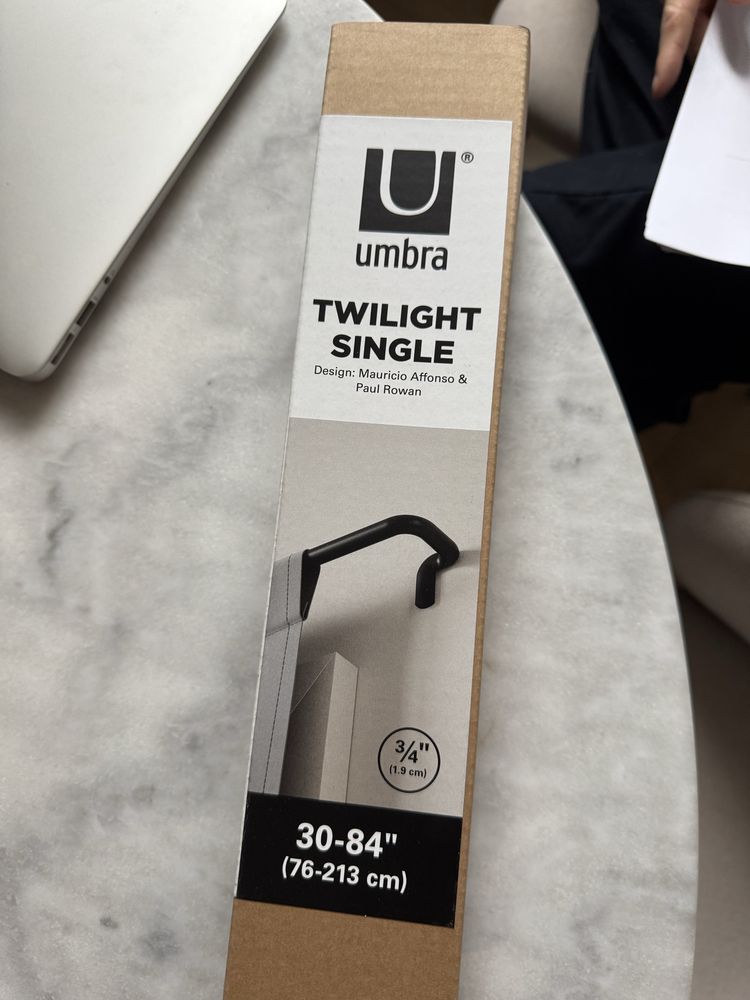 U®
umbra
TWILIGHT
SINGLE
Design: Mauricio Affonso &
Paul Rowan
3/4"
(1.9 cm)
30-84"
(76-213 cm)